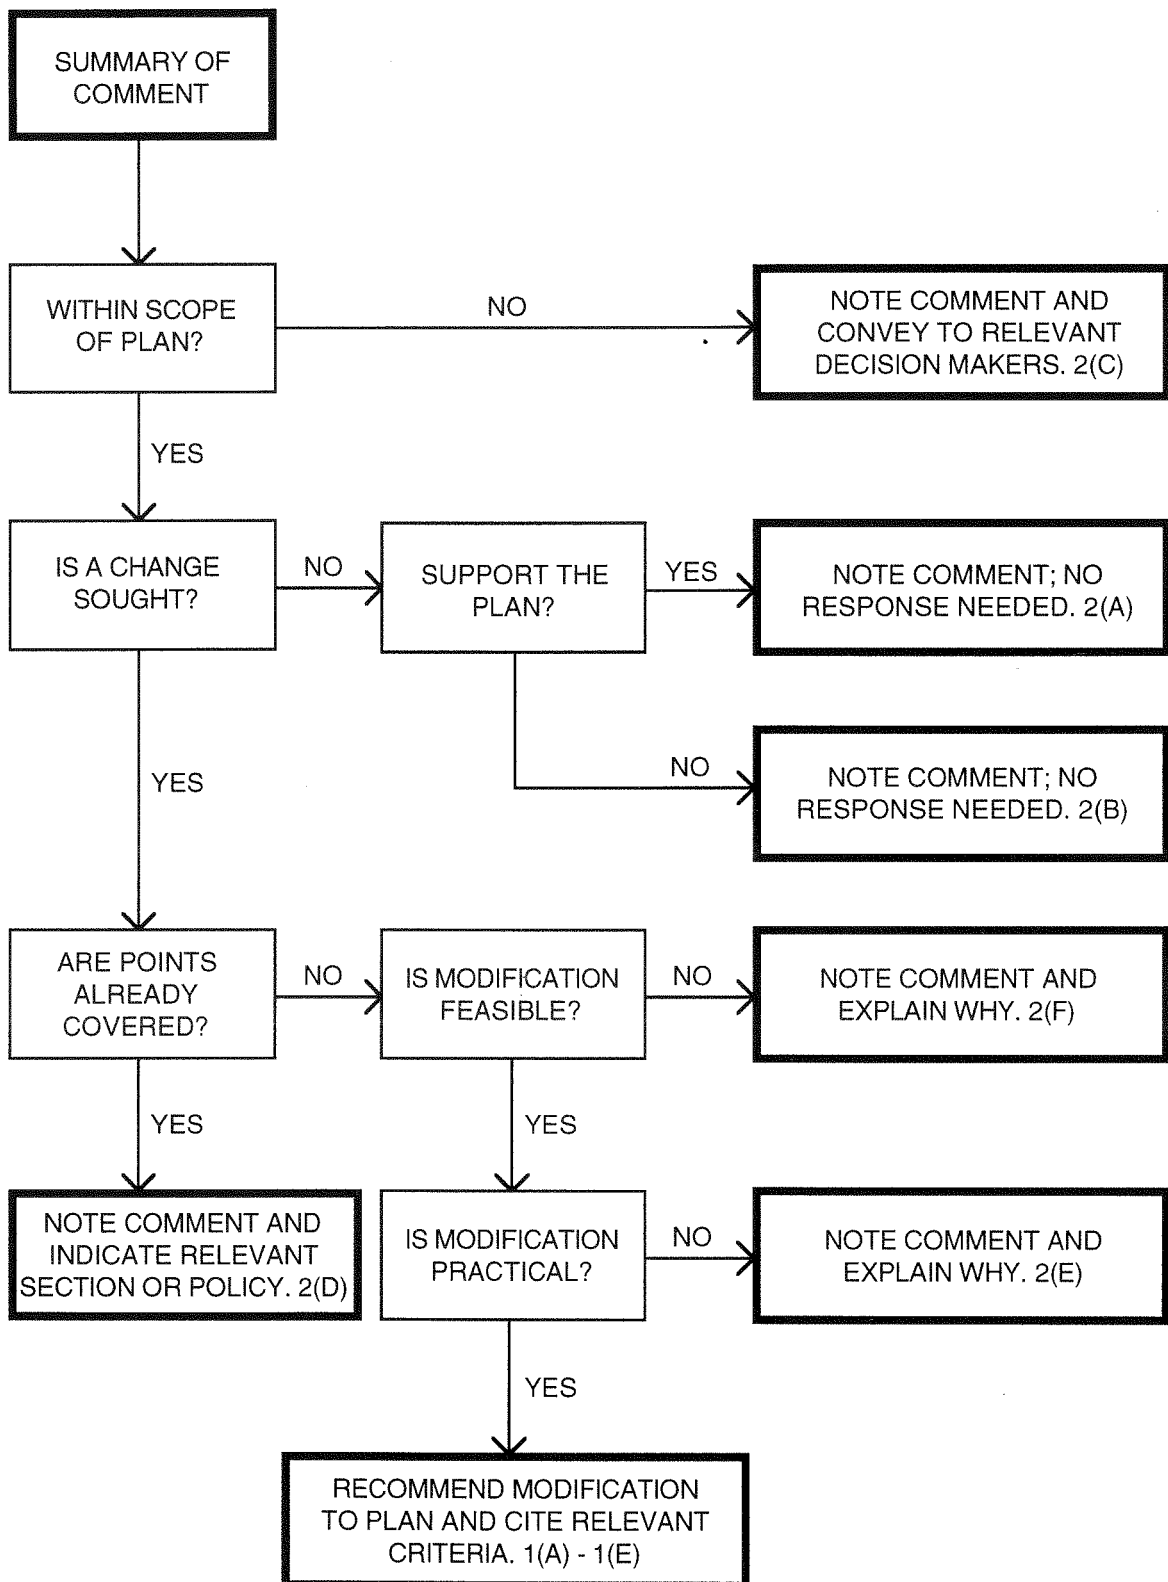 SUMMARY OF
COMMENT
WITHIN SCOPE
OF PLAN?
NO
NOTE COMMENT AND
CONVEY TO RELEVANT
DECISION MAKERS. 2(C)
YES
IS A CHANGE
SOUGHT?
NO
SUPPORT THE
PLAN?
YES
NOTE COMMENT; NO
RESPONSE NEEDED. 2(A)
YES
NO
NOTE COMMENT; NO
RESPONSE NEEDED. 2(B)
ARE POINTS
ALREADY
COVERED?
NO
IS MODIFICATION
FEASIBLE?
NO
NOTE COMMENT AND
EXPLAIN WHY. 2(F)
YES
YES
NOTE COMMENT AND
INDICATE RELEVANT
SECTION OR POLICY. 2(D)
IS MODIFICATION
PRACTICAL?
NO
NOTE COMMENT AND
EXPLAIN WHY. 2(E)
YES
RECOMMEND MODIFICATION
TO PLAN AND CITE RELEVANT
CRITERIA. 1(A) - 1(E)